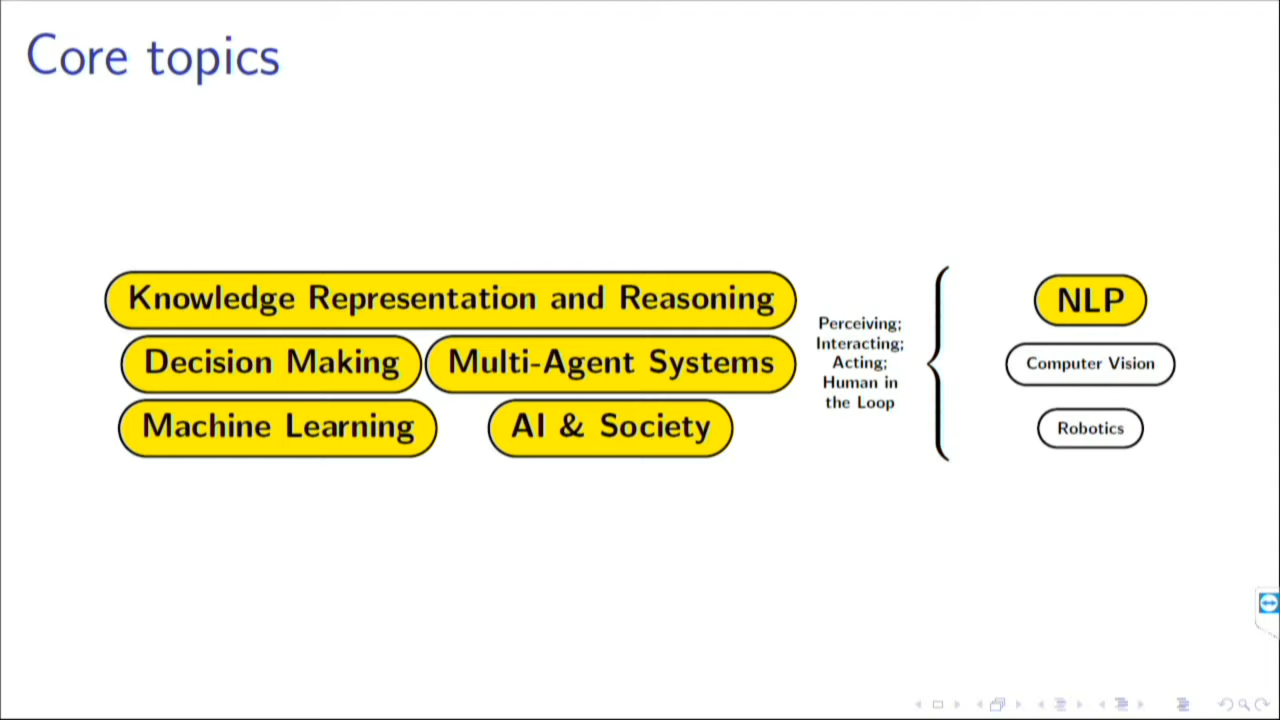 Core topics
Knowledge Representation and Reasoning
Decision Making
Multi-Agent Systems
Machine Learning
AI & Society
Perceiving;
Interacting;
Acting;
Human in
the Loop
NLP
Computer Vision
Robotics